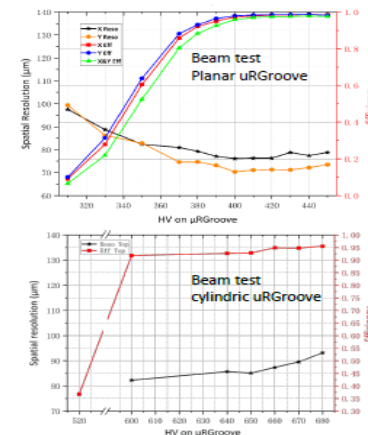 140
130
120
110
100
90
80
70
60
Spatial Resolution (μm)
X Reso
Y Reso
X Eff
Y Eff
X&Y Eff
Beam test
Planar uRGroove
1.0
0.8
0.6
0.4
0.2
0.0
320 340 360 380 400 420 440
HV on μRGroove
140
130
120
110
100
90
80
70
Spatial resolution (μm)
Reso Top
Eff Top
Beam test
cylindric uRGroove
1.00
0.95
0.90
0.85
0.80
0.75
0.70
0.65
0.60
0.55
0.50
0.45
0.40
0.35
0.30
Efficiency
520 600 610 620 630 640 650 660 670 680
HV on μRGroove